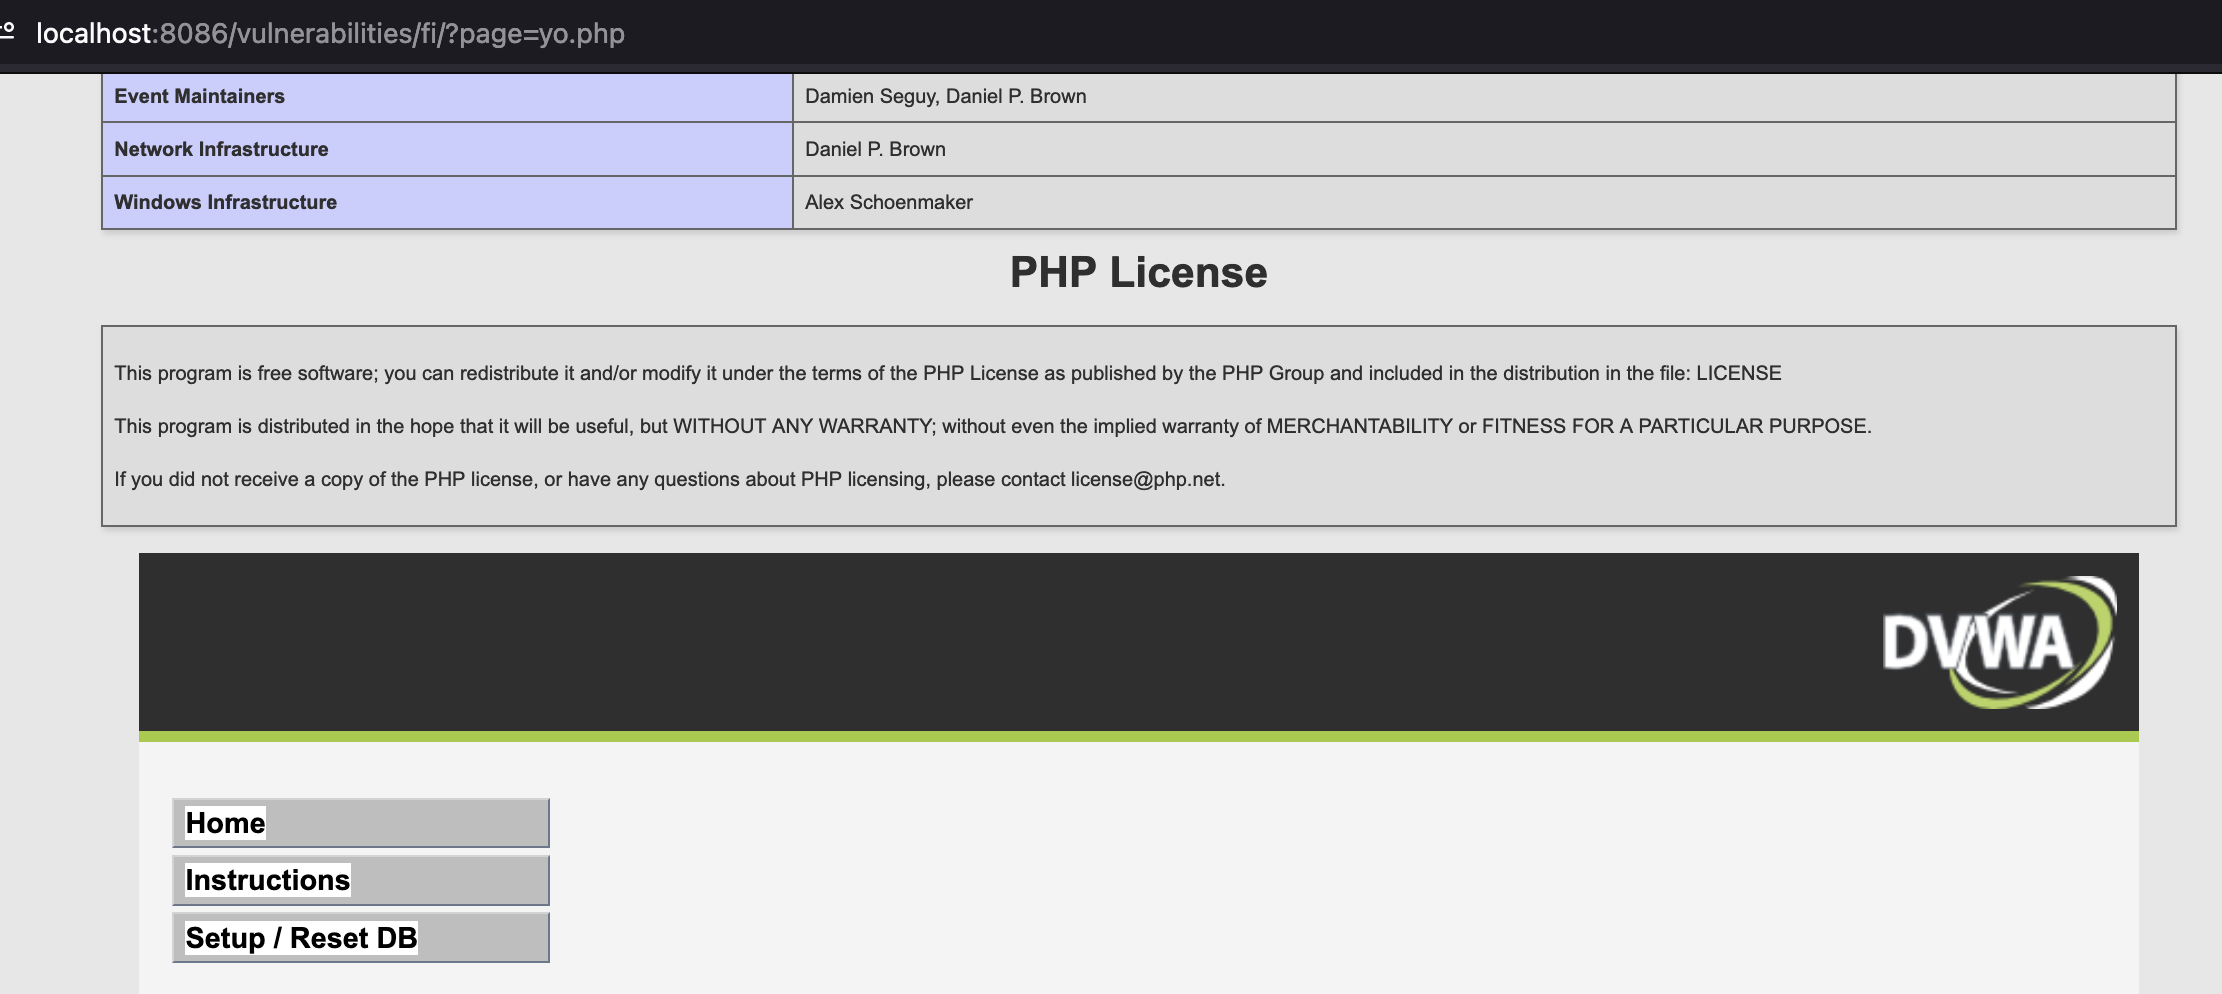 localhost:8086/vulnerabilities/fi/?page=yo.php
Event Maintainers Damien Seguy, Daniel P. Brown
Network Infrastructure Daniel P. Brown
Windows Infrastructure Alex Schoenmaker
PHP License
This program is free software; you can redistribute it and/or modify it under the terms of the PHP License as published by the PHP Group and included in the distribution in the file: LICENSE
This program is distributed in the hope that it will be useful, but WITHOUT ANY WARRANTY; without even the implied warranty of MERCHANTABILITY or FITNESS FOR A PARTICULAR PURPOSE.
If you did not receive a copy of the PHP license, or have any questions about PHP licensing, please contact license@php.net.
DVWA
Home
Instructions
Setup / Reset DB